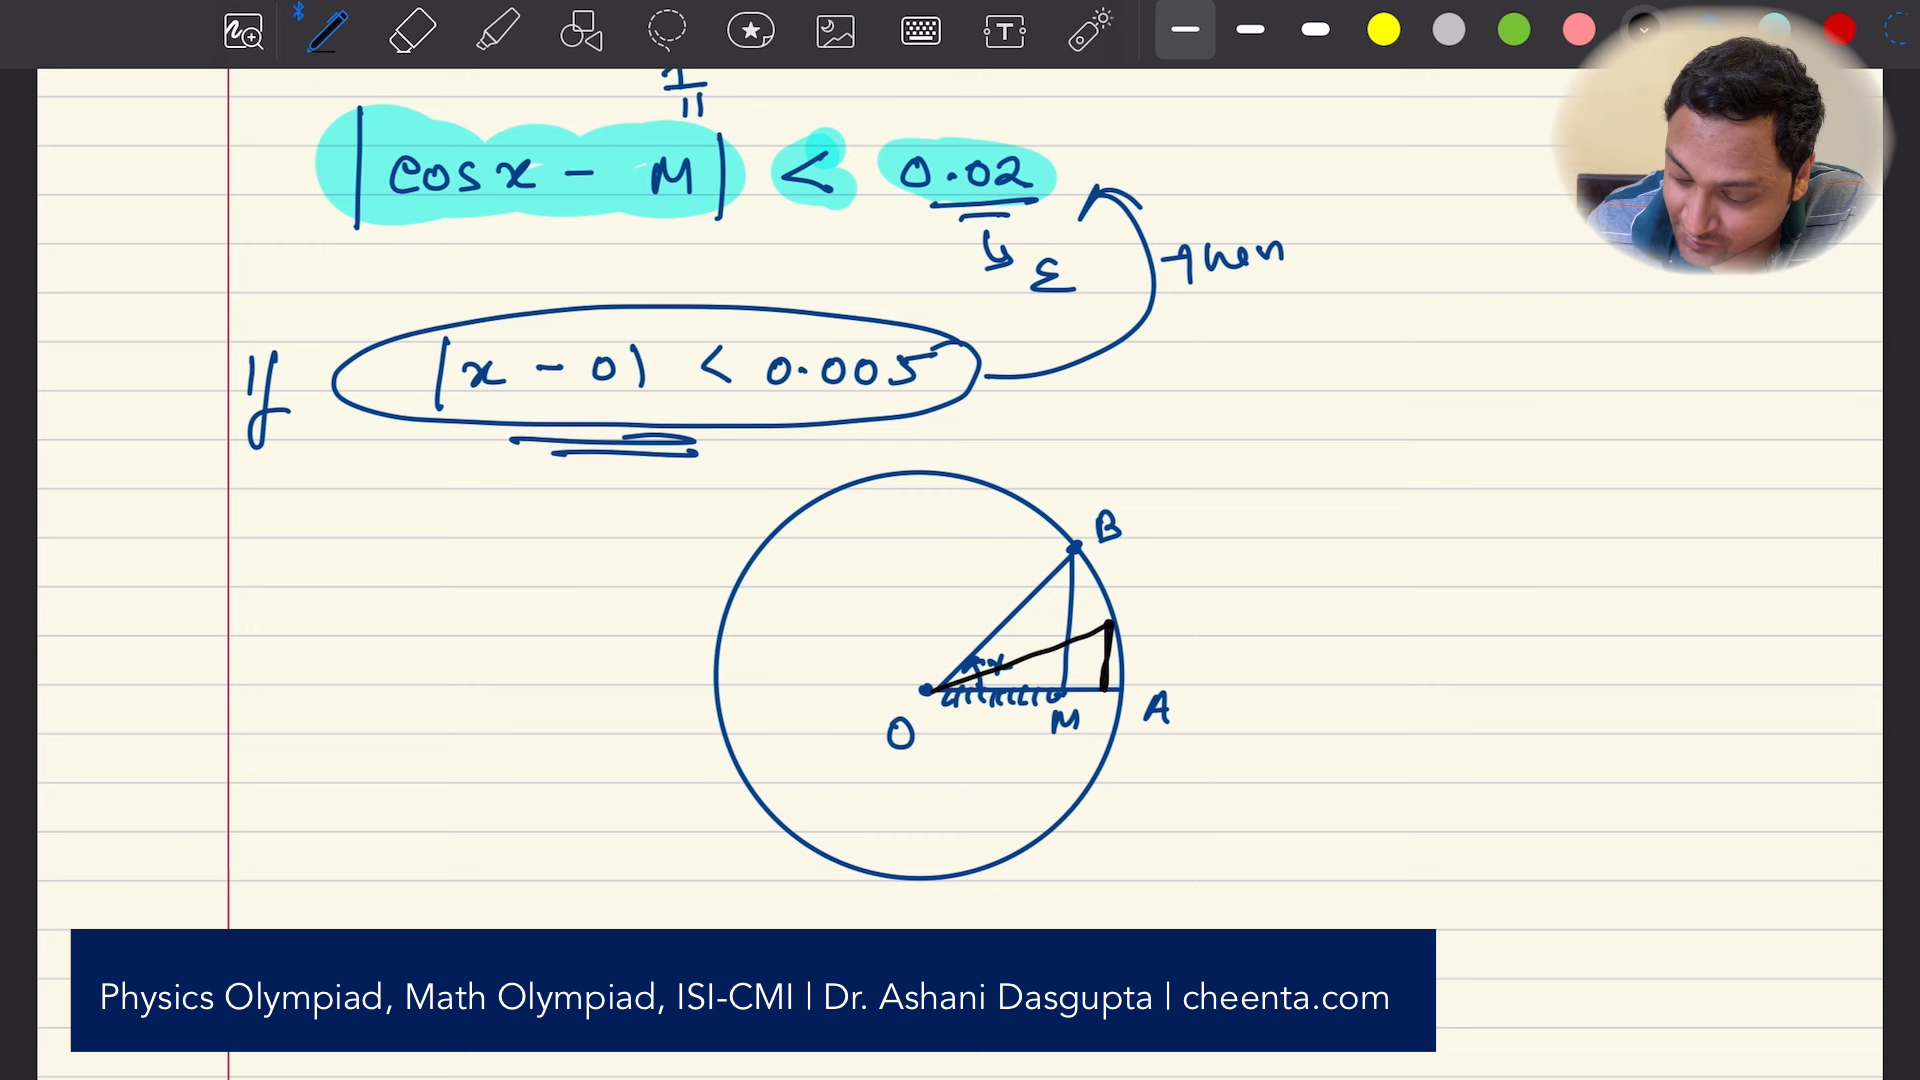 1
| cos x - M | < 0.02
ε
then
If | x - 0 | < 0.005
B
x
O M A
Physics Olympiad, Math Olympiad, ISI-CMI | Dr. Ashani Dasgupta | cheenta.com